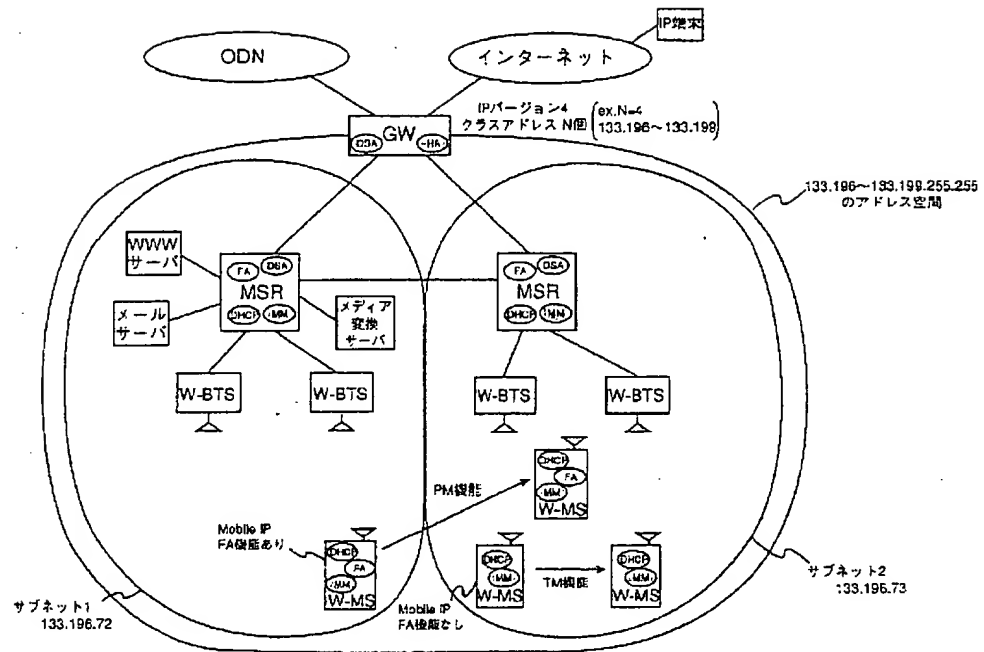 IP端末
ODN
インターネット
IPバージョン4
クラスアドレス N個
ex.N=4
133.196〜133.199
GW
DSA
HA
133.196〜133.199.255.255
のアドレス空間
WWW
サーバ
FA
DSA
MSR
DHCP
MM
メール
サーバ
メディア
変換
サーバ
FA
DSA
MSR
DHCP
MM
W-BTS
W-BTS
W-BTS
W-BTS
DHCP
FA
MM
W-MS
PM機能
Mobile IP
FA機能あり
DHCP
FA
MM
W-MS
DHCP
MM
W-MS
TM機能
DHCP
MM
W-MS
Mobile IP
FA機能なし
サブネット1
133.196.72
サブネット2
133.196.73